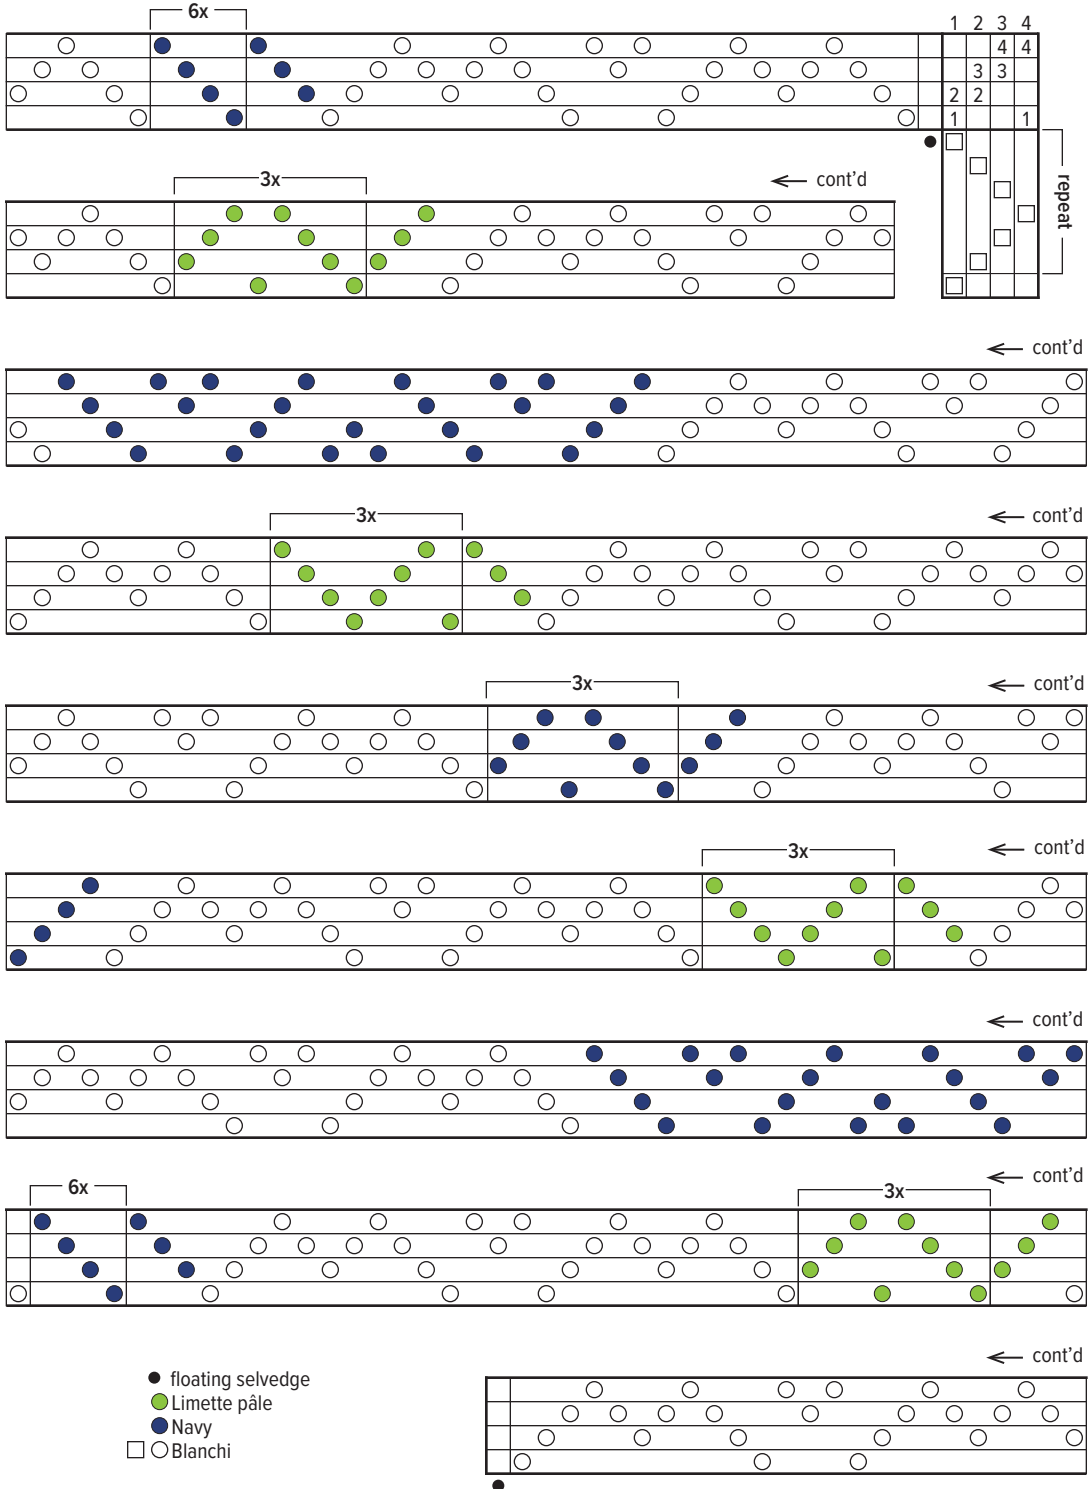 6x
1 2 3 4
4 4
3 3
2 2
1 1
repeat
3x
cont'd
cont'd
3x
cont'd
3x
cont'd
3x
cont'd
cont'd
6x
3x
cont'd
cont'd
floating selvedge
Limette pâle
Navy
Blanchi